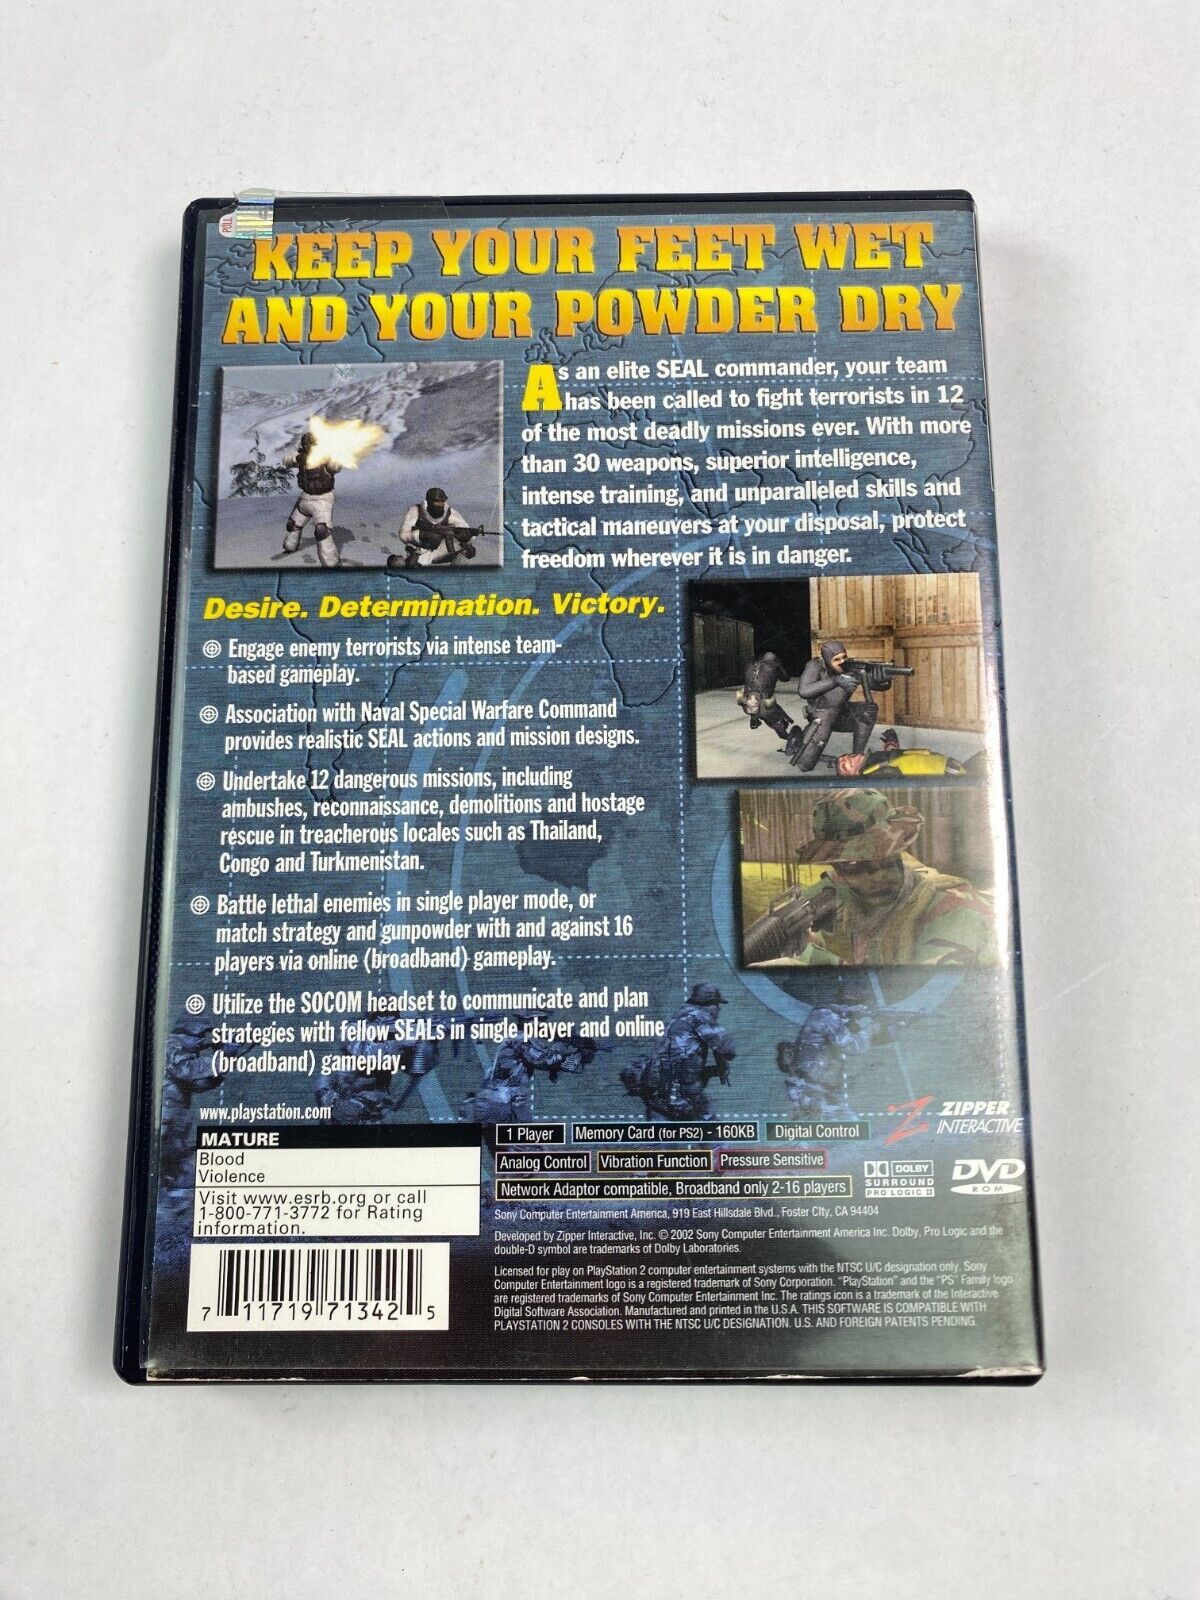 PULL
KEEP YOUR FEET WET
AND YOUR POWDER DRY
As an elite SEAL commander, your team
has been called to fight terrorists in 12
of the most deadly missions ever. With more
than 30 weapons, superior intelligence,
intense training, and unparalleled skills and
tactical maneuvers at your disposal, protect
freedom wherever it is in danger.
Desire. Determination. Victory.
Engage enemy terrorists via intense team-
based gameplay.
Association with Naval Special Warfare Command
provides realistic SEAL actions and mission designs.
Undertake 12 dangerous missions, including
ambushes, reconnaissance, demolitions and hostage
rescue in treacherous locales such as Thailand,
Congo and Turkmenistan.
Battle lethal enemies in single player mode, or
match strategy and gunpowder with and against 16
players via online (broadband) gameplay.
Utilize the SOCOM headset to communicate and plan
strategies with fellow SEALs in single player and online
(broadband) gameplay.
www.playstation.com
MATURE
Blood
Violence
Visit www.esrb.org or call
1-800-771-3772 for Rating
information.
7 11719 71342 5
1 Player Memory Card (for PS2) - 160KB Digital Control
Analog Control Vibration Function Pressure Sensitive
Network Adaptor compatible, Broadband only 2-16 players
ZIPPER
INTERACTIVE
DOLBY
SURROUND
PRO LOGIC II
DVD
ROM
Sony Computer Entertainment America, 919 East Hillsdale Blvd., Foster City, CA 94404
Developed by Zipper Interactive, Inc. © 2002 Sony Computer Entertainment America Inc. Dolby, Pro Logic and the
double-D symbol are trademarks of Dolby Laboratories.
Licensed for play on PlayStation 2 computer entertainment systems with the NTSC U/C designation only. Sony
Computer Entertainment logo is a registered trademark of Sony Corporation. "PlayStation" and the "PS" Family logo
are registered trademarks of Sony Computer Entertainment Inc. The ratings icon is a trademark of the Interactive
Digital Software Association. Manufactured and printed in the U.S.A. THIS SOFTWARE IS COMPATIBLE WITH
PLAYSTATION 2 CONSOLES WITH THE NTSC U/C DESIGNATION. U.S. AND FOREIGN PATENTS PENDING.